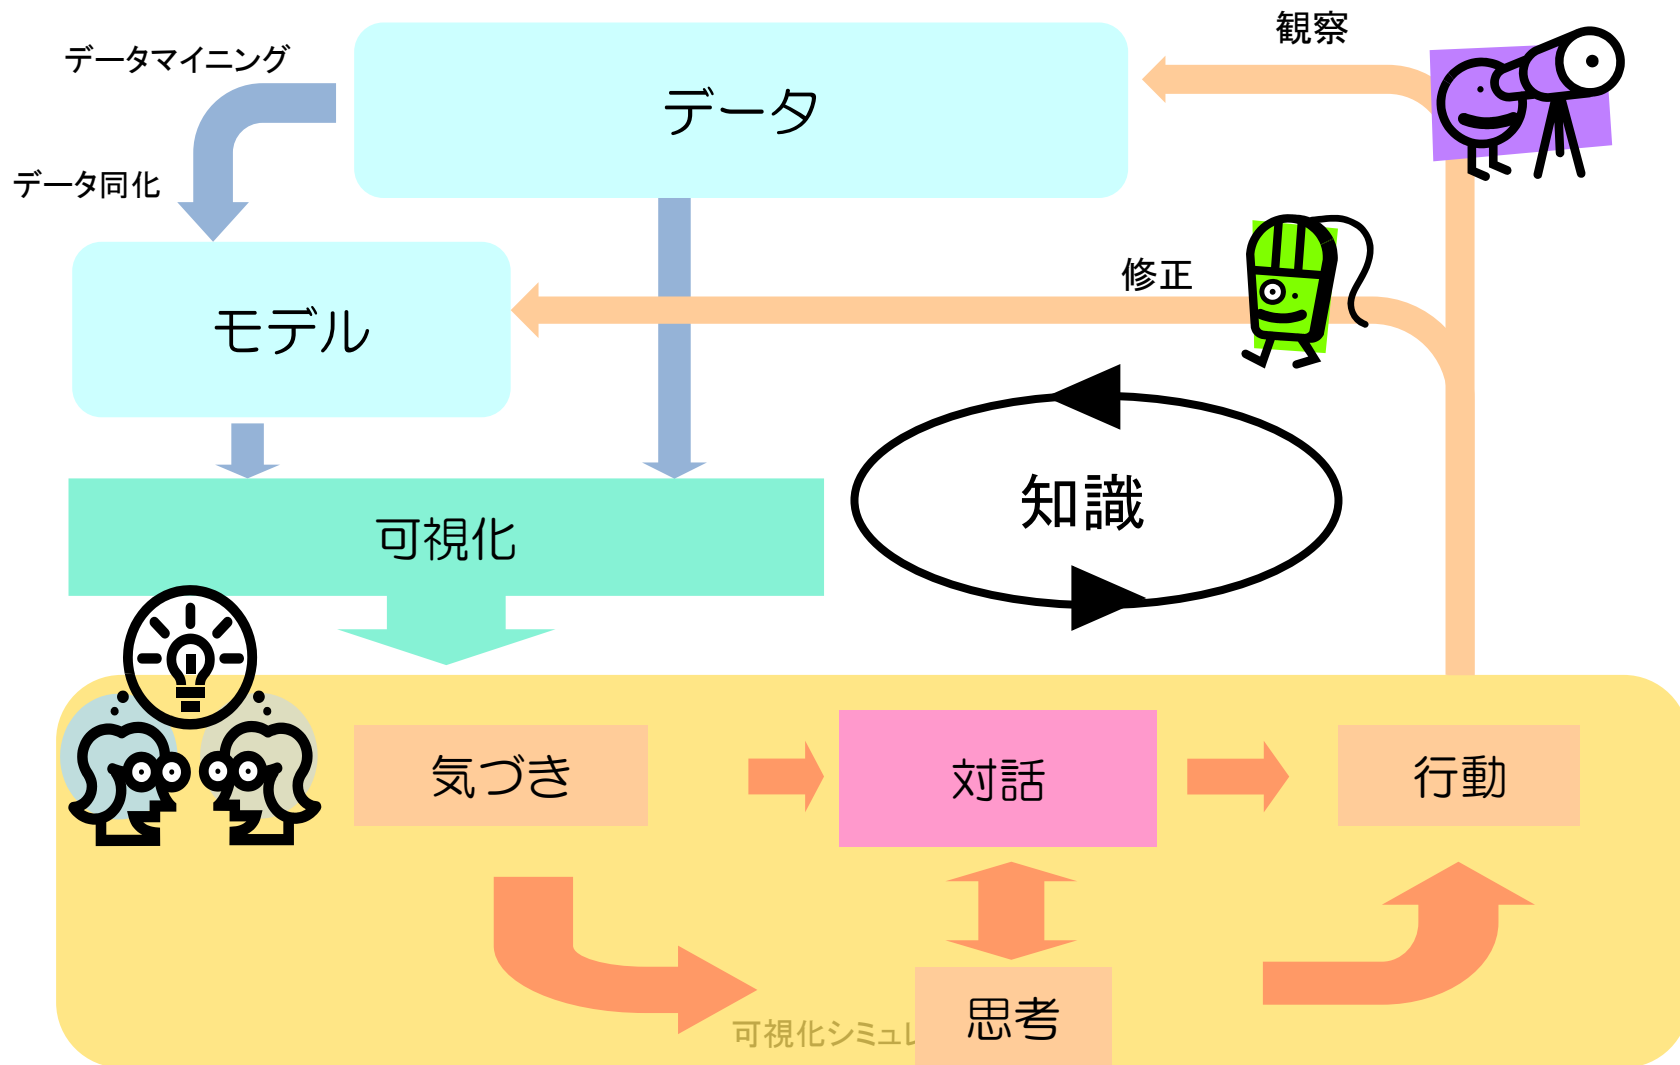 観察
データマイニング
データ
データ同化
修正
モデル
知識
可視化
気づき
対話
行動
思考
可視化シミュレ